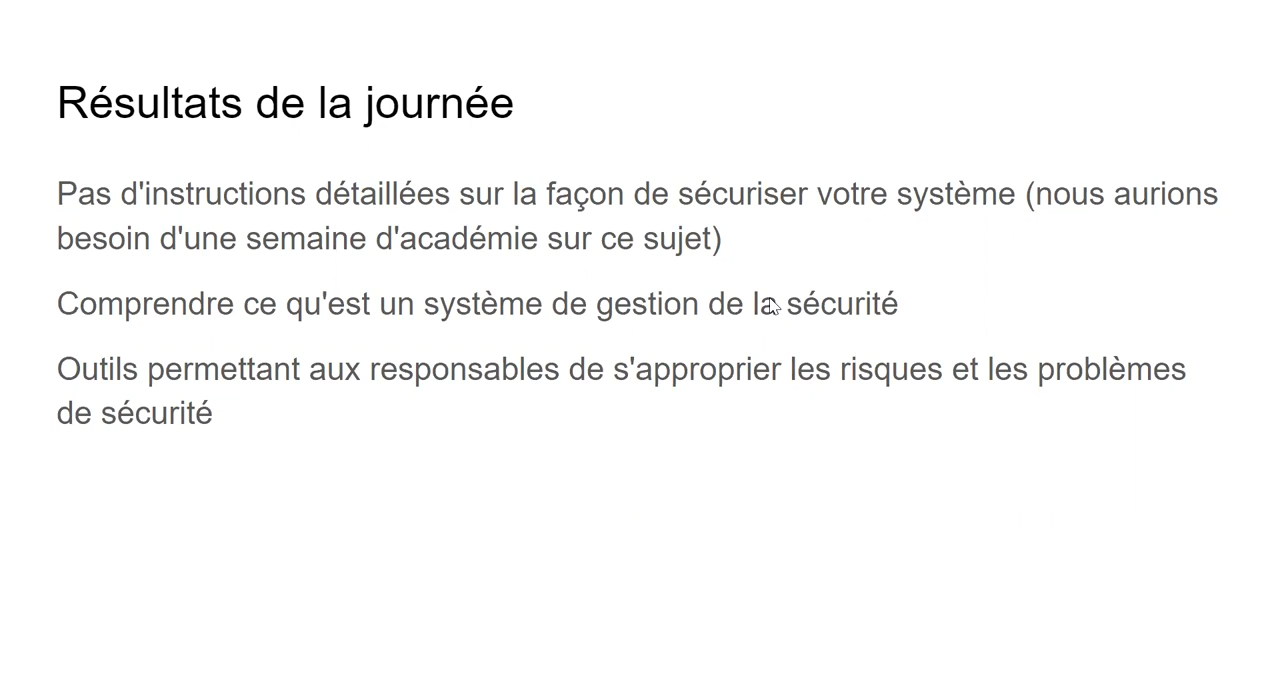 Résultats de la journée
Pas d'instructions détaillées sur la façon de sécuriser votre système (nous aurions
besoin d'une semaine d'académie sur ce sujet)
Comprendre ce qu'est un système de gestion de la sécurité
Outils permettant aux responsables de s'approprier les risques et les problèmes
de sécurité